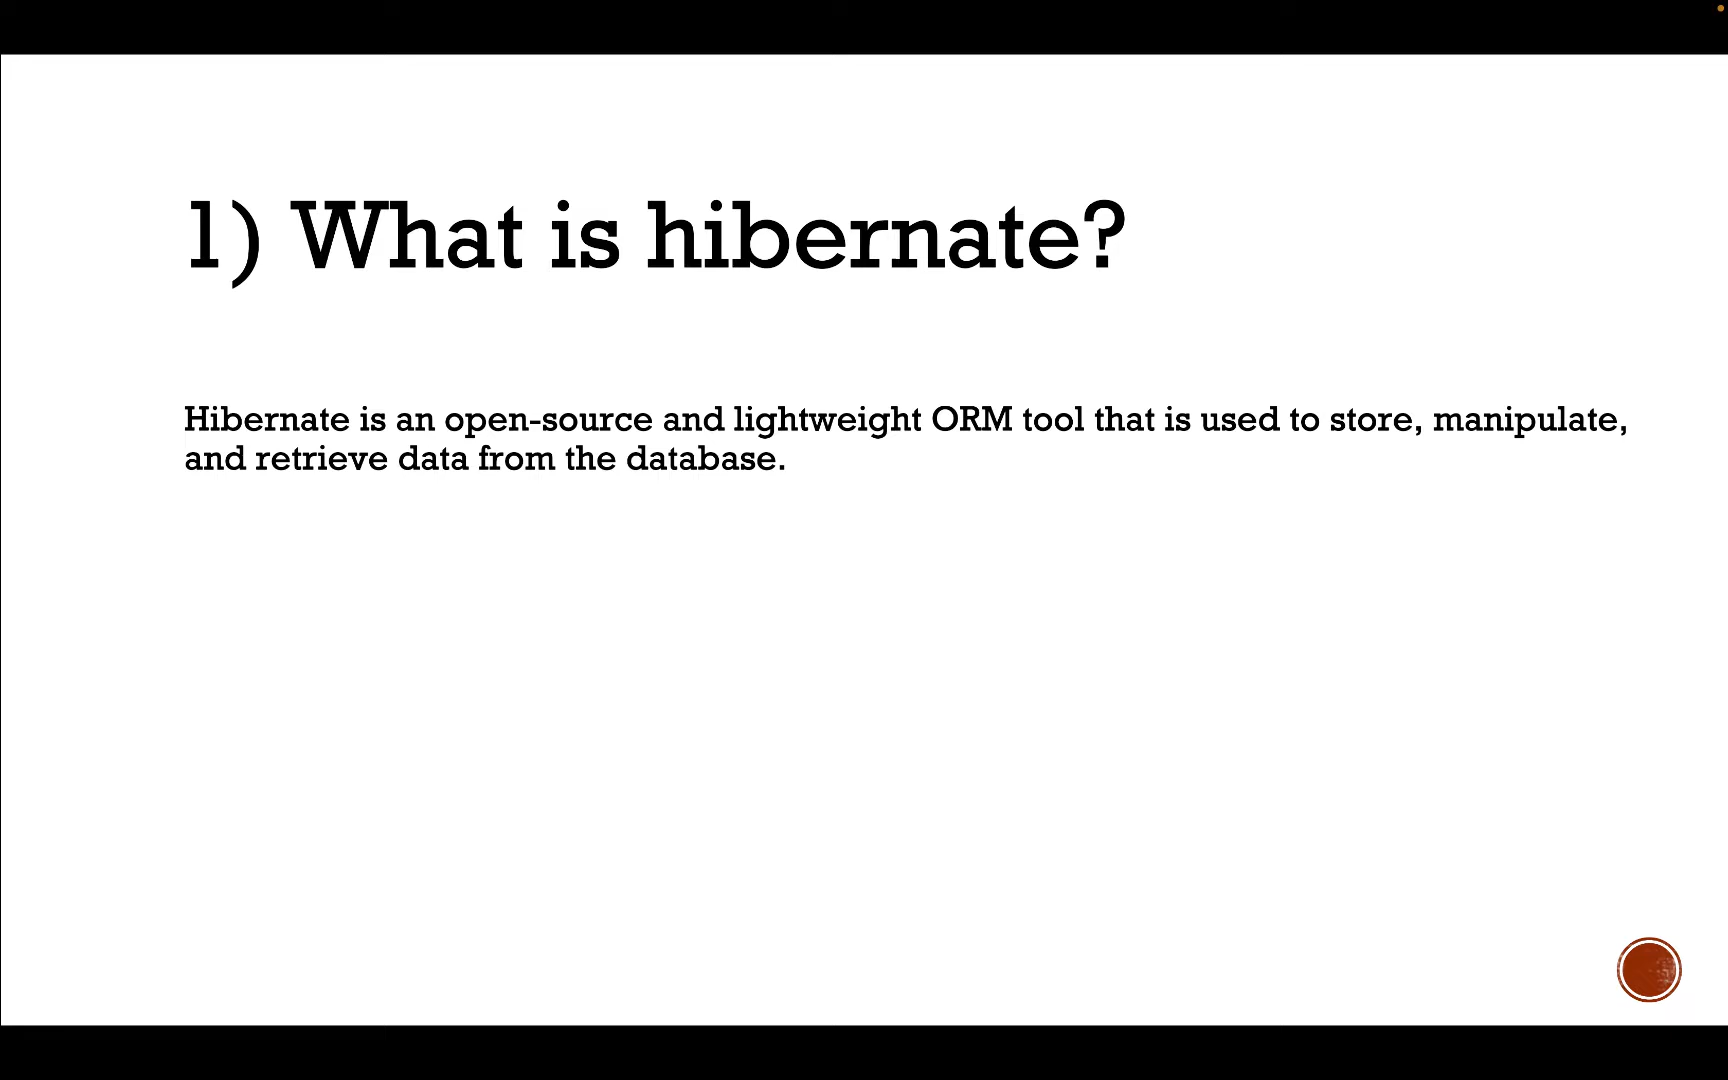 1) What is hibernate?
Hibernate is an open-source and lightweight ORM tool that is used to store, manipulate,
and retrieve data from the database.